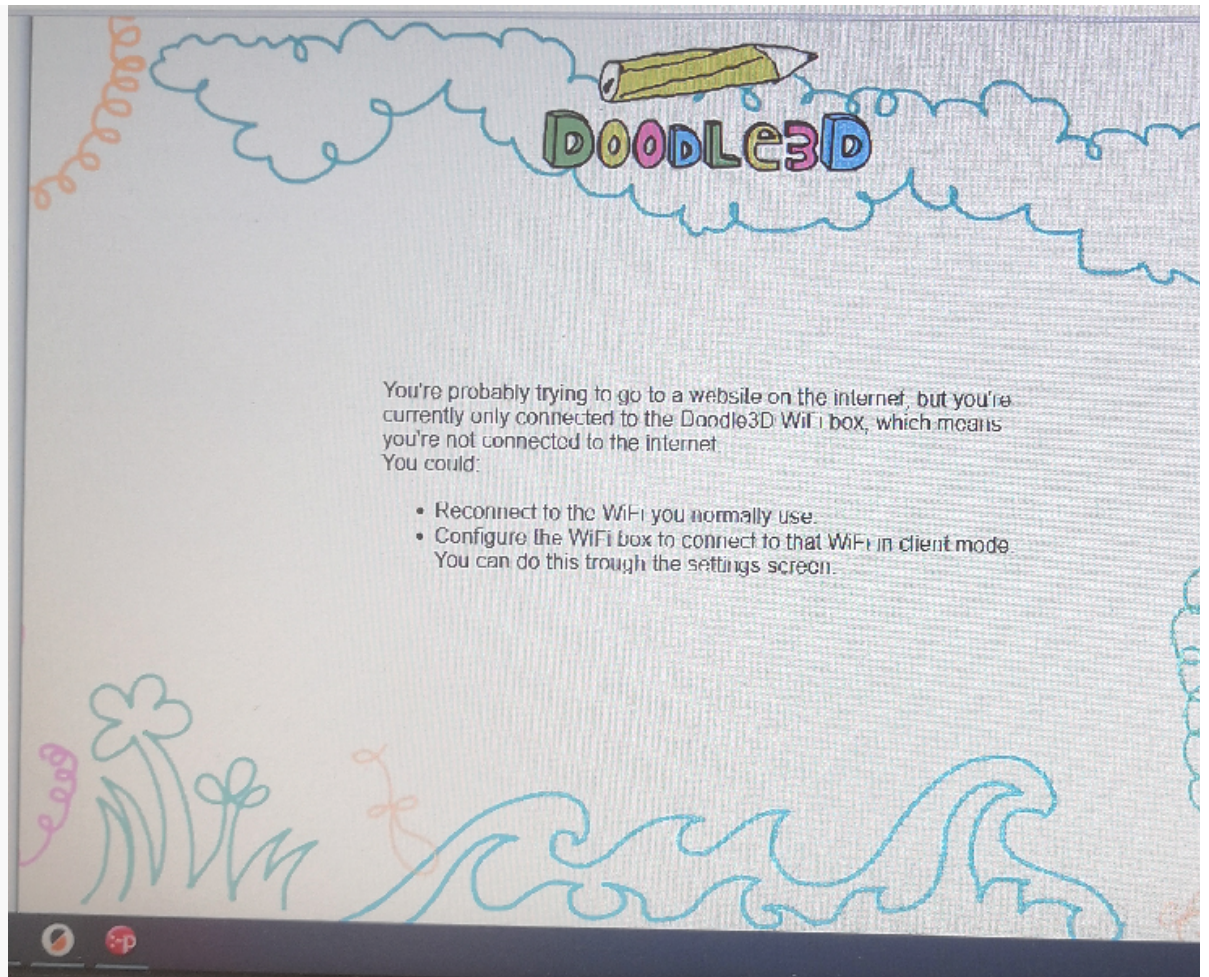 DOODLE3D
You're probably trying to go to a website on the internet, but you're
currently only connected to the Doodle3D WiFi box, which means
you're not connected to the internet.
You could:
• Reconnect to the WiFi you normally use.
• Configure the WiFi box to connect to that WiFi in client mode.
You can do this trough the settings screen.
:-p